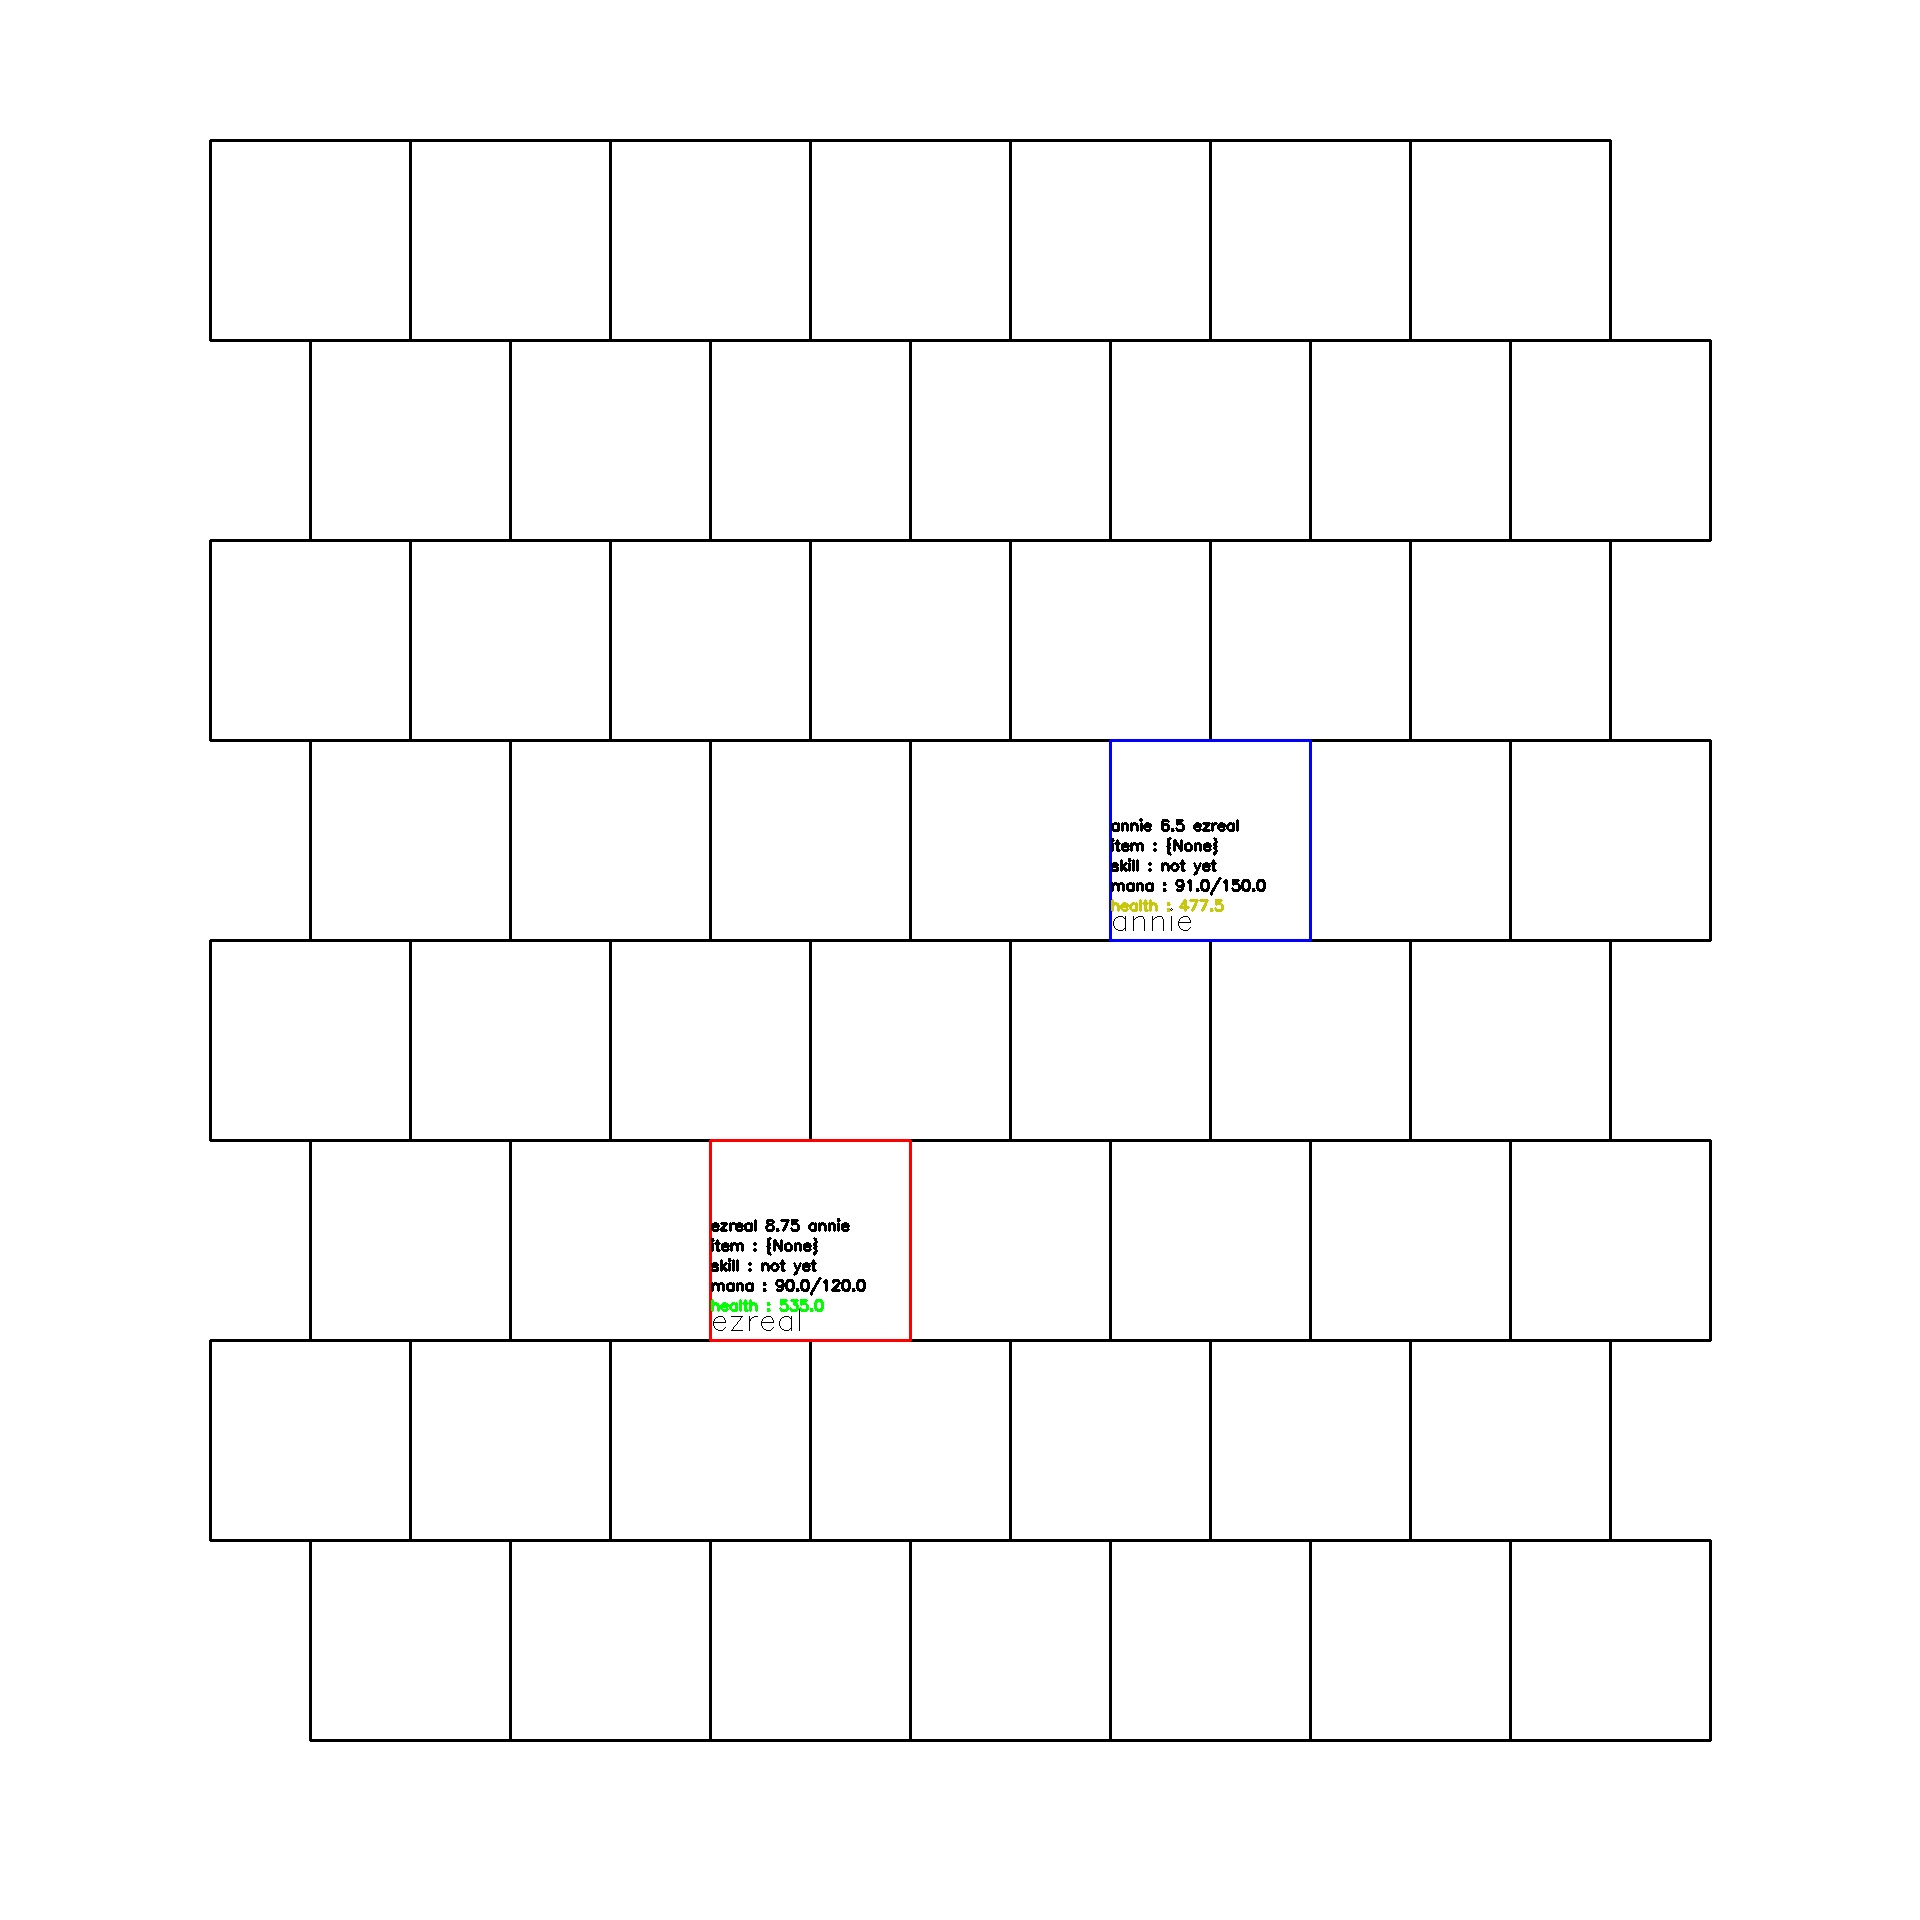 annie 6.5 ezreal
item : {None}
skill : not yet
mana : 91.0/150.0
health : 477.5
annie
ezreal 8.75 annie
item : {None}
skill : not yet
mana : 90.0/120.0
health : 535.0
ezreal